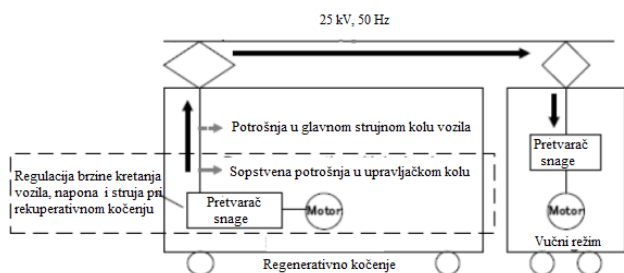 25 kV, 50 Hz
Potrošnja u glavnom strujnom kolu vozila
Regulacija brzine kretanja
vozila, napona i struja pri
rekuperativnom kočenju
Sopstvena potrošnja u upravljačkom kolu
Pretvarač
snage
Motor
Regenerativno kočenje
Pretvarač
snage
Motor
Vučni režim